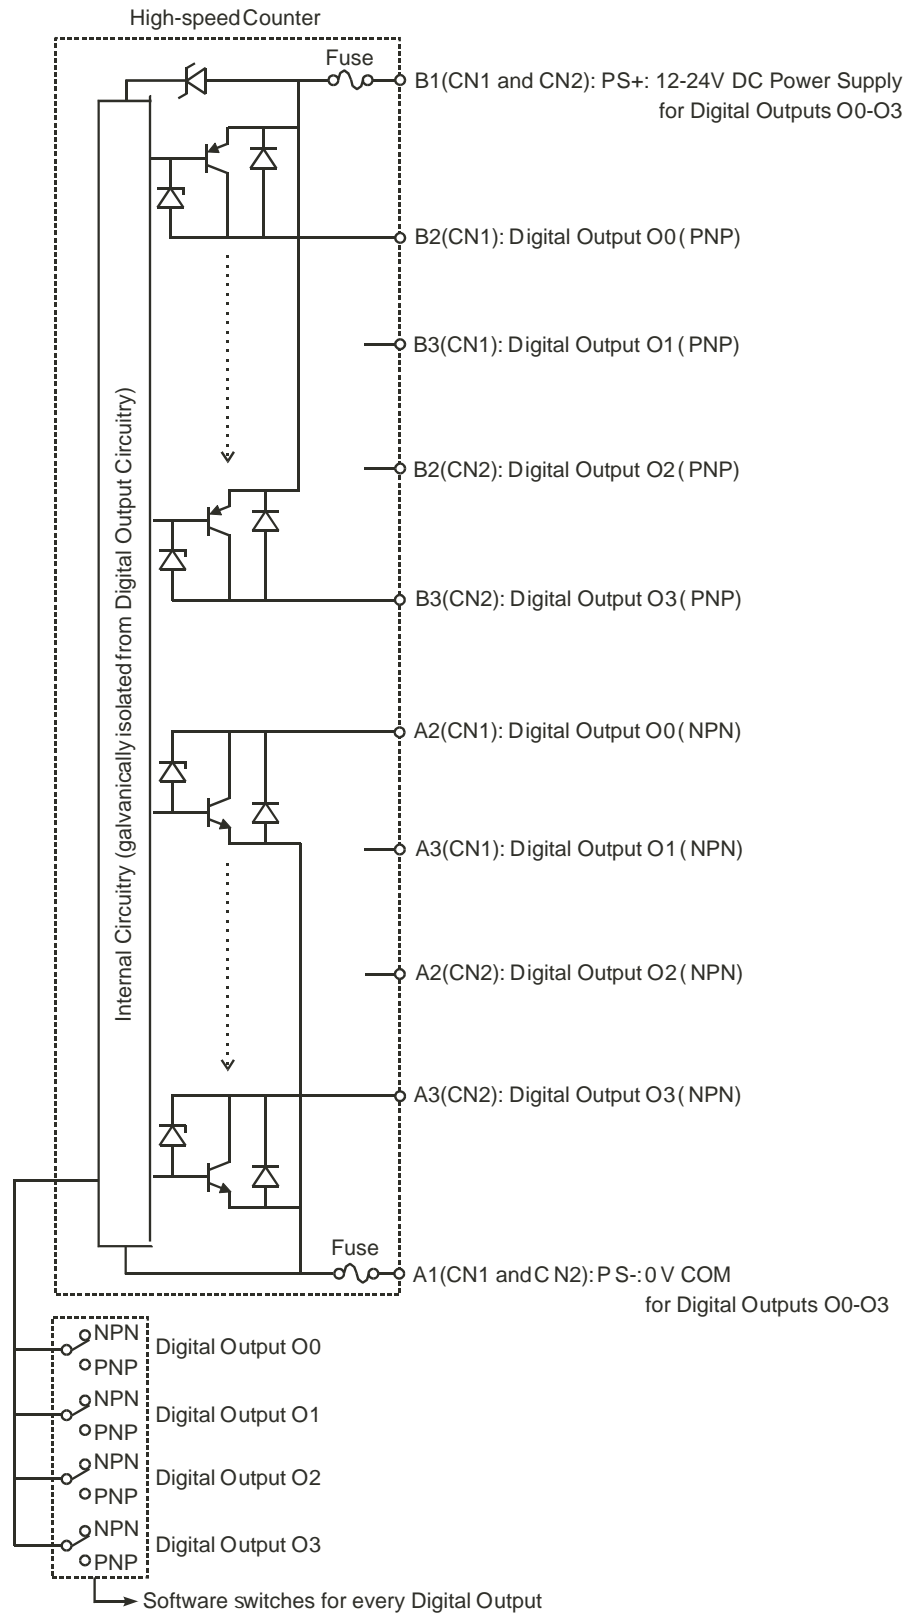 High-speed Counter
Fuse
B1(CN1 and CN2): PS+: 12-24V DC Power Supply
for Digital Outputs O0-O3
B2(CN1): Digital Output O0 (PNP)
B3(CN1): Digital Output O1 (PNP)
B2(CN2): Digital Output O2 (PNP)
B3(CN2): Digital Output O3 (PNP)
Internal Circuitry (galvanically isolated from Digital Output Circuitry)
A2(CN1): Digital Output O0 (NPN)
A3(CN1): Digital Output O1 (NPN)
A2(CN2): Digital Output O2 (NPN)
A3(CN2): Digital Output O3 (NPN)
Fuse
A1(CN1 and CN2): PS-: 0 V COM
for Digital Outputs O0-O3
NPN
Digital Output O0
PNP
NPN
Digital Output O1
PNP
NPN
Digital Output O2
PNP
NPN
Digital Output O3
PNP
Software switches for every Digital Output